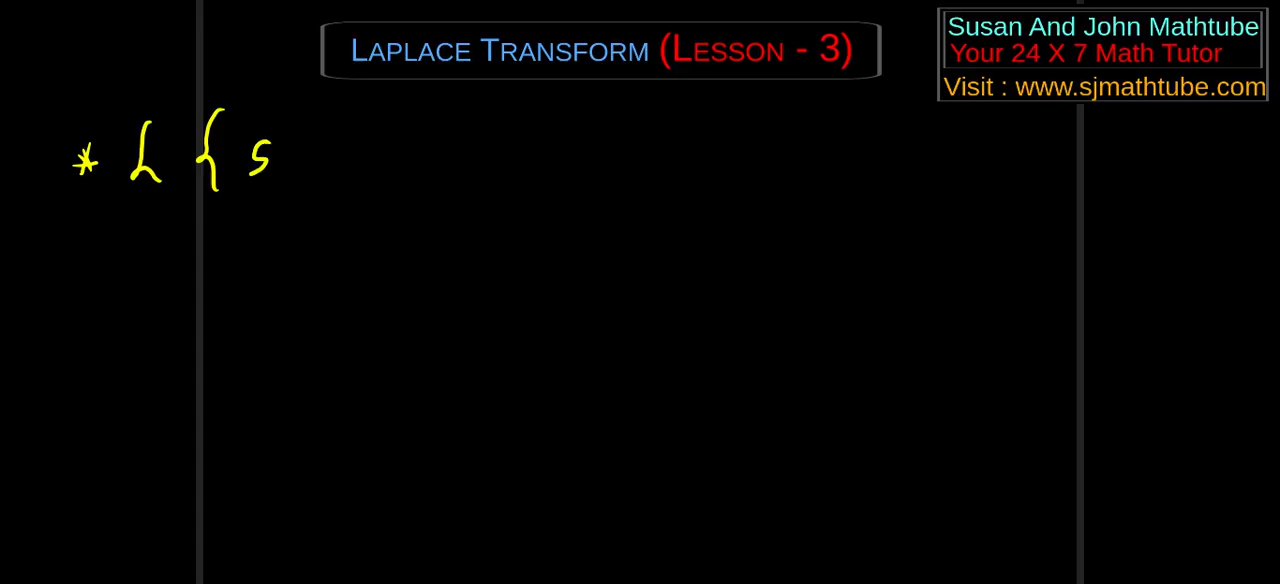 Laplace Transform (Lesson - 3)
Susan And John Mathtube
Your 24 X 7 Math Tutor
Visit : www.sjmathtube.com
* L { s